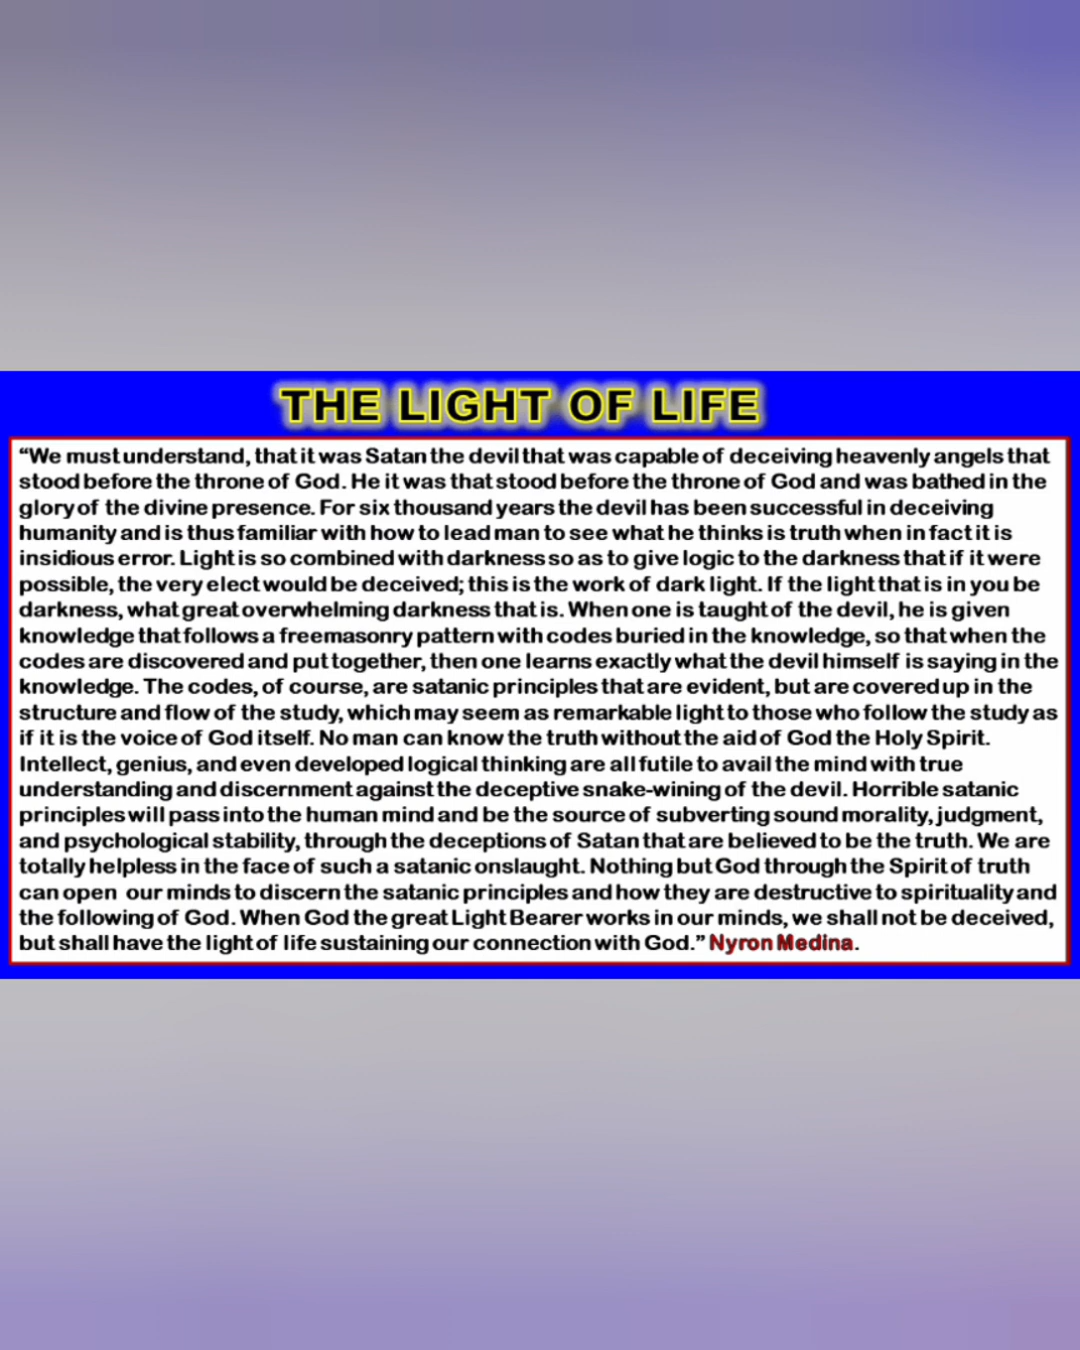 THE LIGHT OF LIFE
“We must understand, that it was Satan the devil that was capable of deceiving heavenly angels that
stood before the throne of God. He it was that stood before the throne of God and was bathed in the
glory of the divine presence. For six thousand years the devil has been successful in deceiving
humanity and is thus familiar with how to lead man to see what he thinks is truth when in fact it is
insidious error. Light is so combined with darkness so as to give logic to the darkness that if it were
possible, the very elect would be deceived; this is the work of dark light. If the light that is in you be
darkness, what great overwhelming darkness that is. When one is taught of the devil, he is given
knowledge that follows a freemasonry pattern with codes buried in the knowledge, so that when the
codes are discovered and put together, then one learns exactly what the devil himself is saying in the
knowledge. The codes, of course, are satanic principles that are evident, but are covered up in the
structure and flow of the study, which may seem as remarkable light to those who follow the study as
if it is the voice of God itself. No man can know the truth without the aid of God the Holy Spirit.
Intellect, genius, and even developed logical thinking are all futile to avail the mind with true
understanding and discernment against the deceptive snake-wining of the devil. Horrible satanic
principles will pass into the human mind and be the source of subverting sound morality, judgment,
and psychological stability, through the deceptions of Satan that are believed to be the truth. We are
totally helpless in the face of such a satanic onslaught. Nothing but God through the Spirit of truth
can open our minds to discern the satanic principles and how they are destructive to spirituality and
the following of God. When God the great Light Bearer works in our minds, we shall not be deceived,
but shall have the light of life sustaining our connection with God.” Nyron Medina.